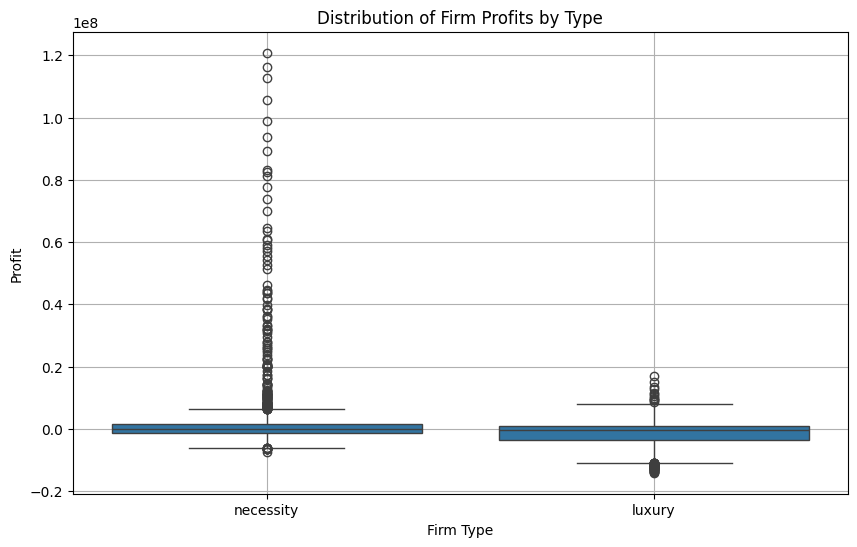 Distribution of Firm Profits by Type
1e8
1.2
1.0
0.8
0.6
0.4
0.2
0.0
−0.2
Profit
necessity
luxury
Firm Type